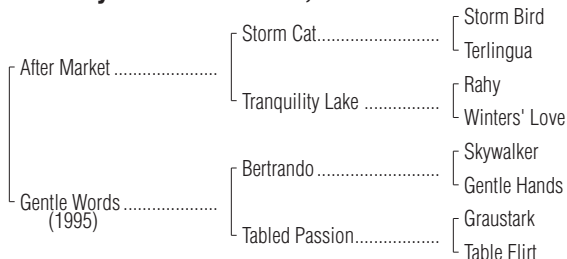 Storm Bird
Storm Cat..............................
Terlingua
After Market .........................
Rahy
Tranquility Lake ..................
Winters' Love
Skywalker
Bertrando ..............................
Gentle Hands
Gentle Words ......................
(1995)
Graustark
Tabled Passion.....................
Table Flirt